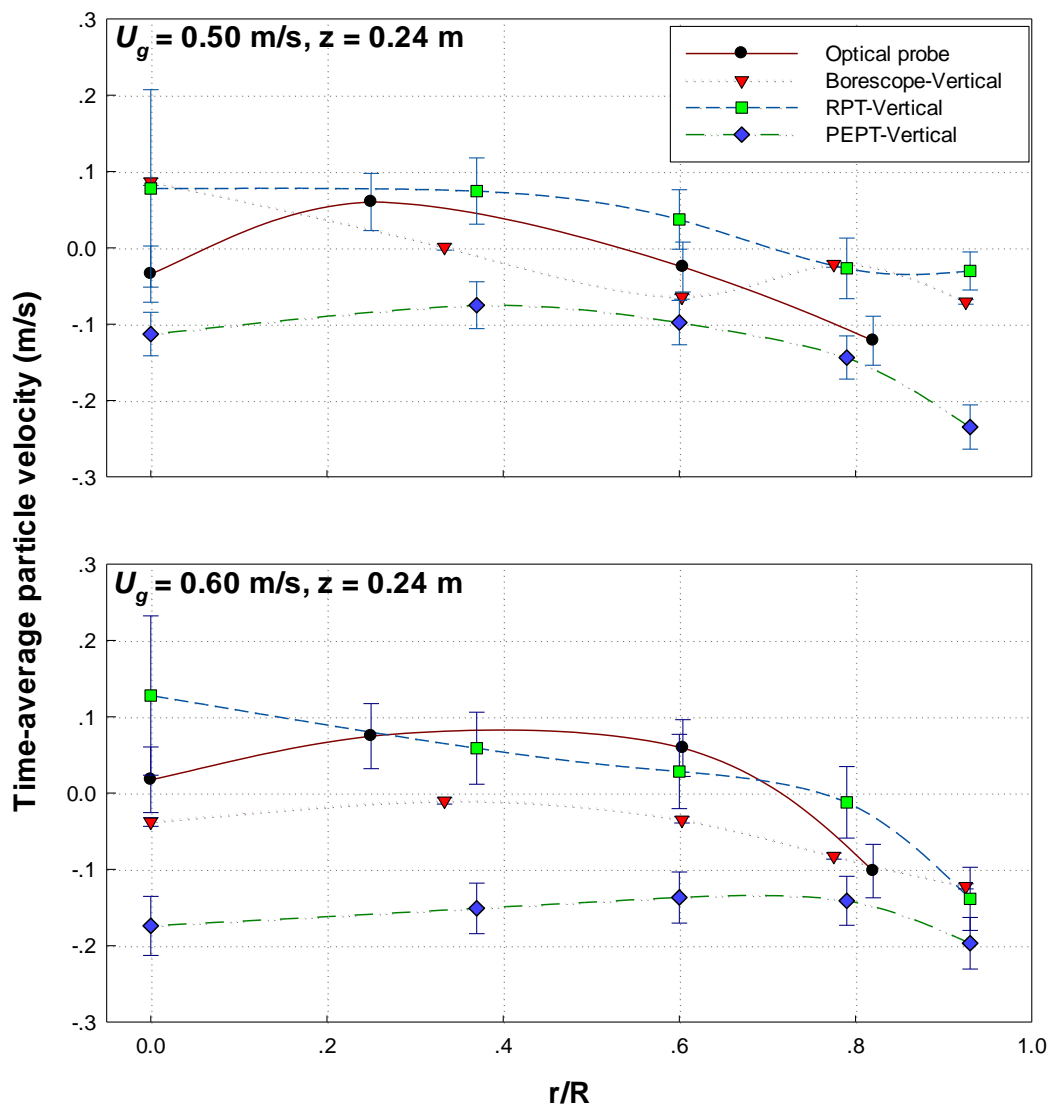 Time-average particle velocity (m/s)
U_g = 0.50 m/s, z = 0.24 m
Optical probe
Borescope-Vertical
RPT-Vertical
PEPT-Vertical
.3
.2
.1
0.0
-.1
-.2
-.3
U_g = 0.60 m/s, z = 0.24 m
.3
.2
.1
0.0
-.1
-.2
-.3
0.0 .2 .4 .6 .8 1.0
r/R